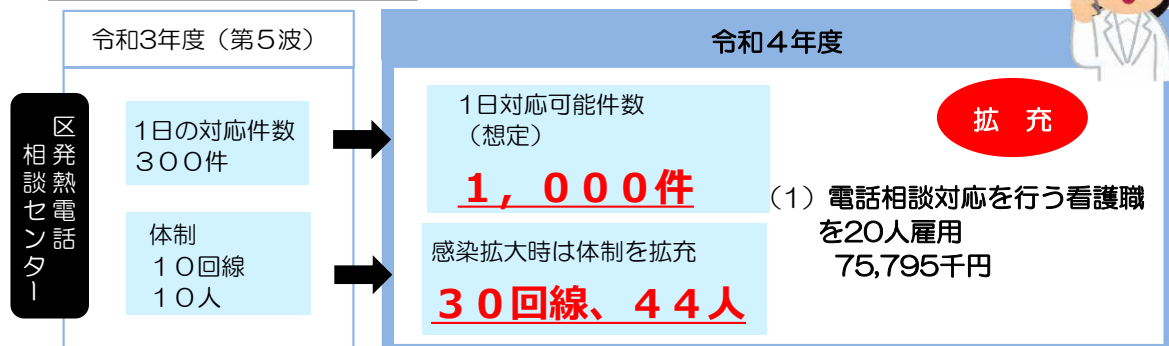 令和3年度（第5波）
令和４年度
区発熱電話
相談センター
1日の対応件数
３００件
1日対応可能件数
（想定）
１，０００件
拡　充
（1）電話相談対応を行う看護職
を20人雇用
75,795千円
体制
１０回線
１０人
感染拡大時は体制を拡充
３０回線、４４人